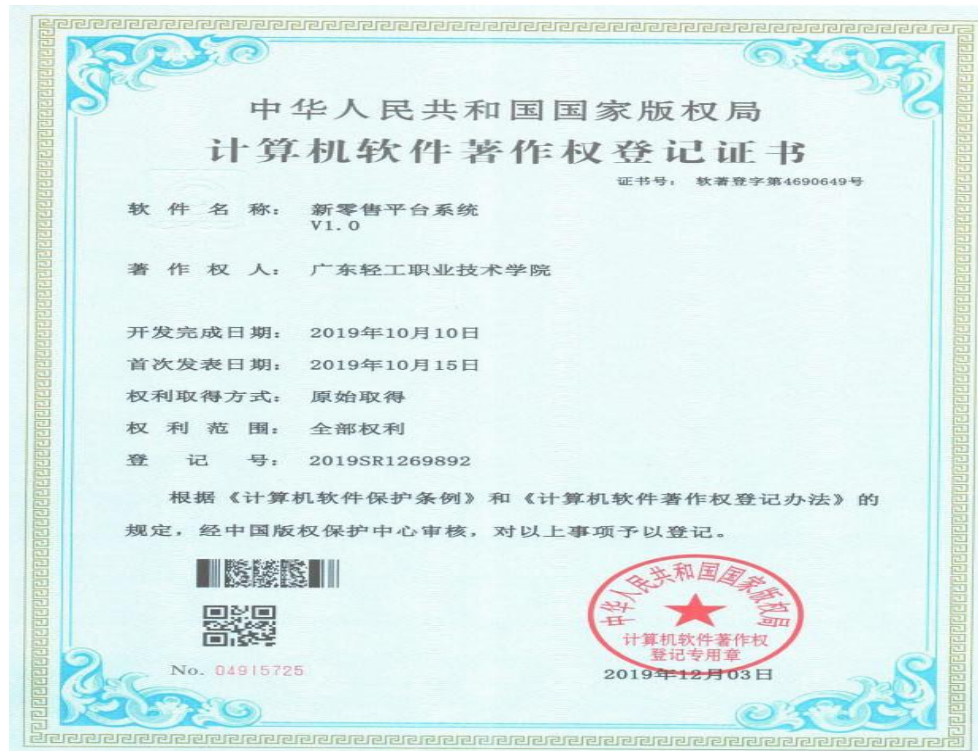 中华人民共和国国家版权局
计算机软件著作权登记证书
证书号： 软著登字第4690649号
软件名称： 新零售平台系统
V1.0
著作权人： 广东轻工职业技术学院
开发完成日期： 2019年10月10日
首次发表日期： 2019年10月15日
权利取得方式： 原始取得
权利范围： 全部权利
登记号： 2019SR1269892
根据《计算机软件保护条例》和《计算机软件著作权登记办法》的
规定，经中国版权保护中心审核，对以上事项予以登记。
中华人民共和国国家版权局
计算机软件著作权
登记专用章
No. 04915725
2019年12月03日